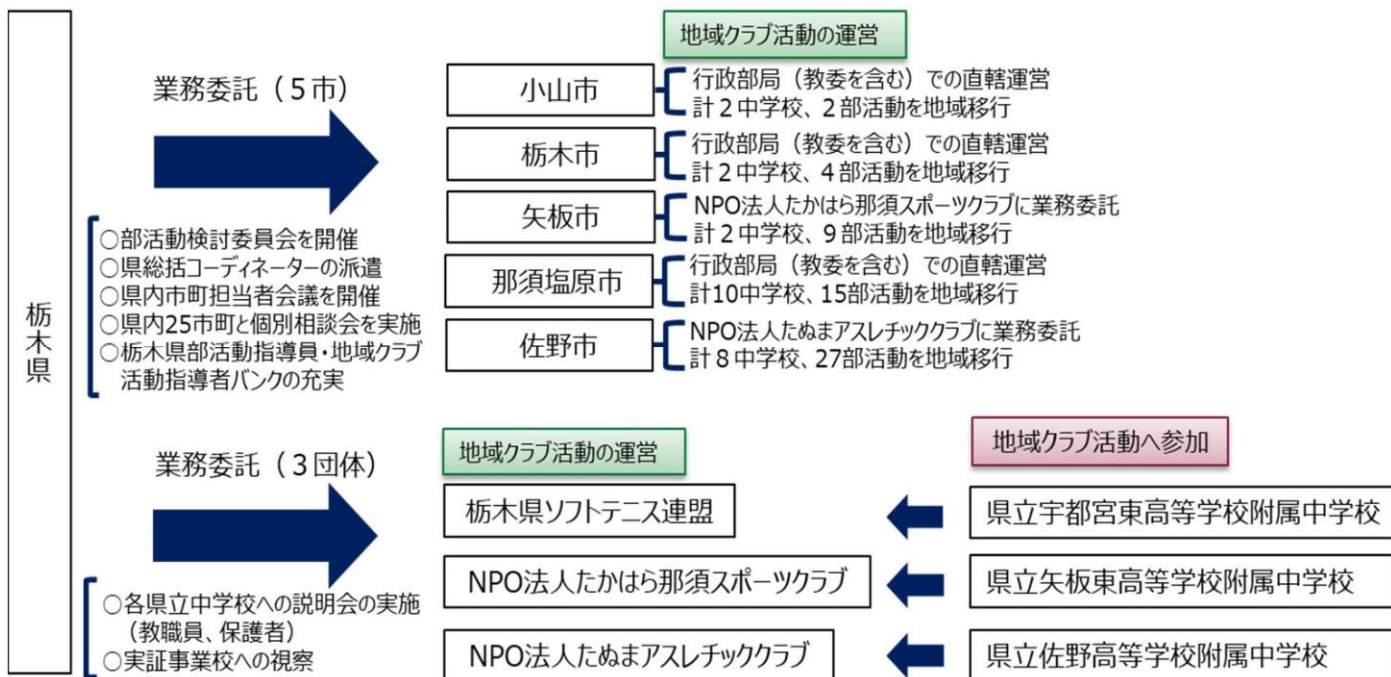 栃木県
業務委託（５市）
○部活動検討委員会を開催
○県総括コーディネーターの派遣
○県内市町担当者会議を開催
○県内25市町と個別相談会を実施
○栃木県部活動指導員・地域クラブ
活動指導者バンクの充実
地域クラブ活動の運営
小山市
行政部局（教委を含む）での直轄運営
計２中学校、２部活動を地域移行
栃木市
行政部局（教委を含む）での直轄運営
計２中学校、４部活動を地域移行
矢板市
NPO法人たかはら那須スポーツクラブに業務委託
計２中学校、９部活動を地域移行
那須塩原市
行政部局（教委を含む）での直轄運営
計10中学校、15部活動を地域移行
佐野市
NPO法人たぬまアスレチッククラブに業務委託
計８中学校、27部活動を地域移行
業務委託（３団体）
○各県立中学校への説明会の実施
（教職員、保護者）
○実証事業校への視察
地域クラブ活動の運営
地域クラブ活動へ参加
栃木県ソフトテニス連盟
県立宇都宮東高等学校附属中学校
NPO法人たかはら那須スポーツクラブ
県立矢板東高等学校附属中学校
NPO法人たぬまアスレチッククラブ
県立佐野高等学校附属中学校